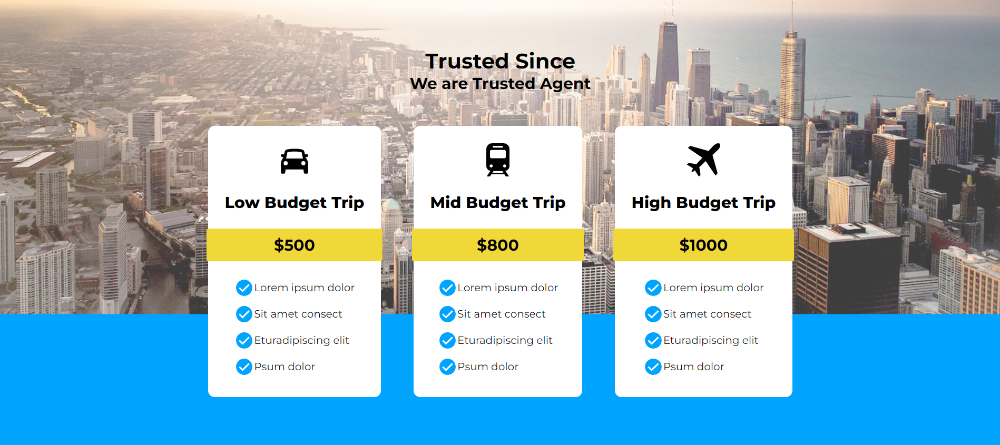 Trusted Since
We are Trusted Agent
Low Budget Trip
$500
Lorem ipsum dolor
Sit amet consect
Eturadipiscing elit
Psum dolor
Mid Budget Trip
$800
Lorem ipsum dolor
Sit amet consect
Eturadipiscing elit
Psum dolor
High Budget Trip
$1000
Lorem ipsum dolor
Sit amet consect
Eturadipiscing elit
Psum dolor